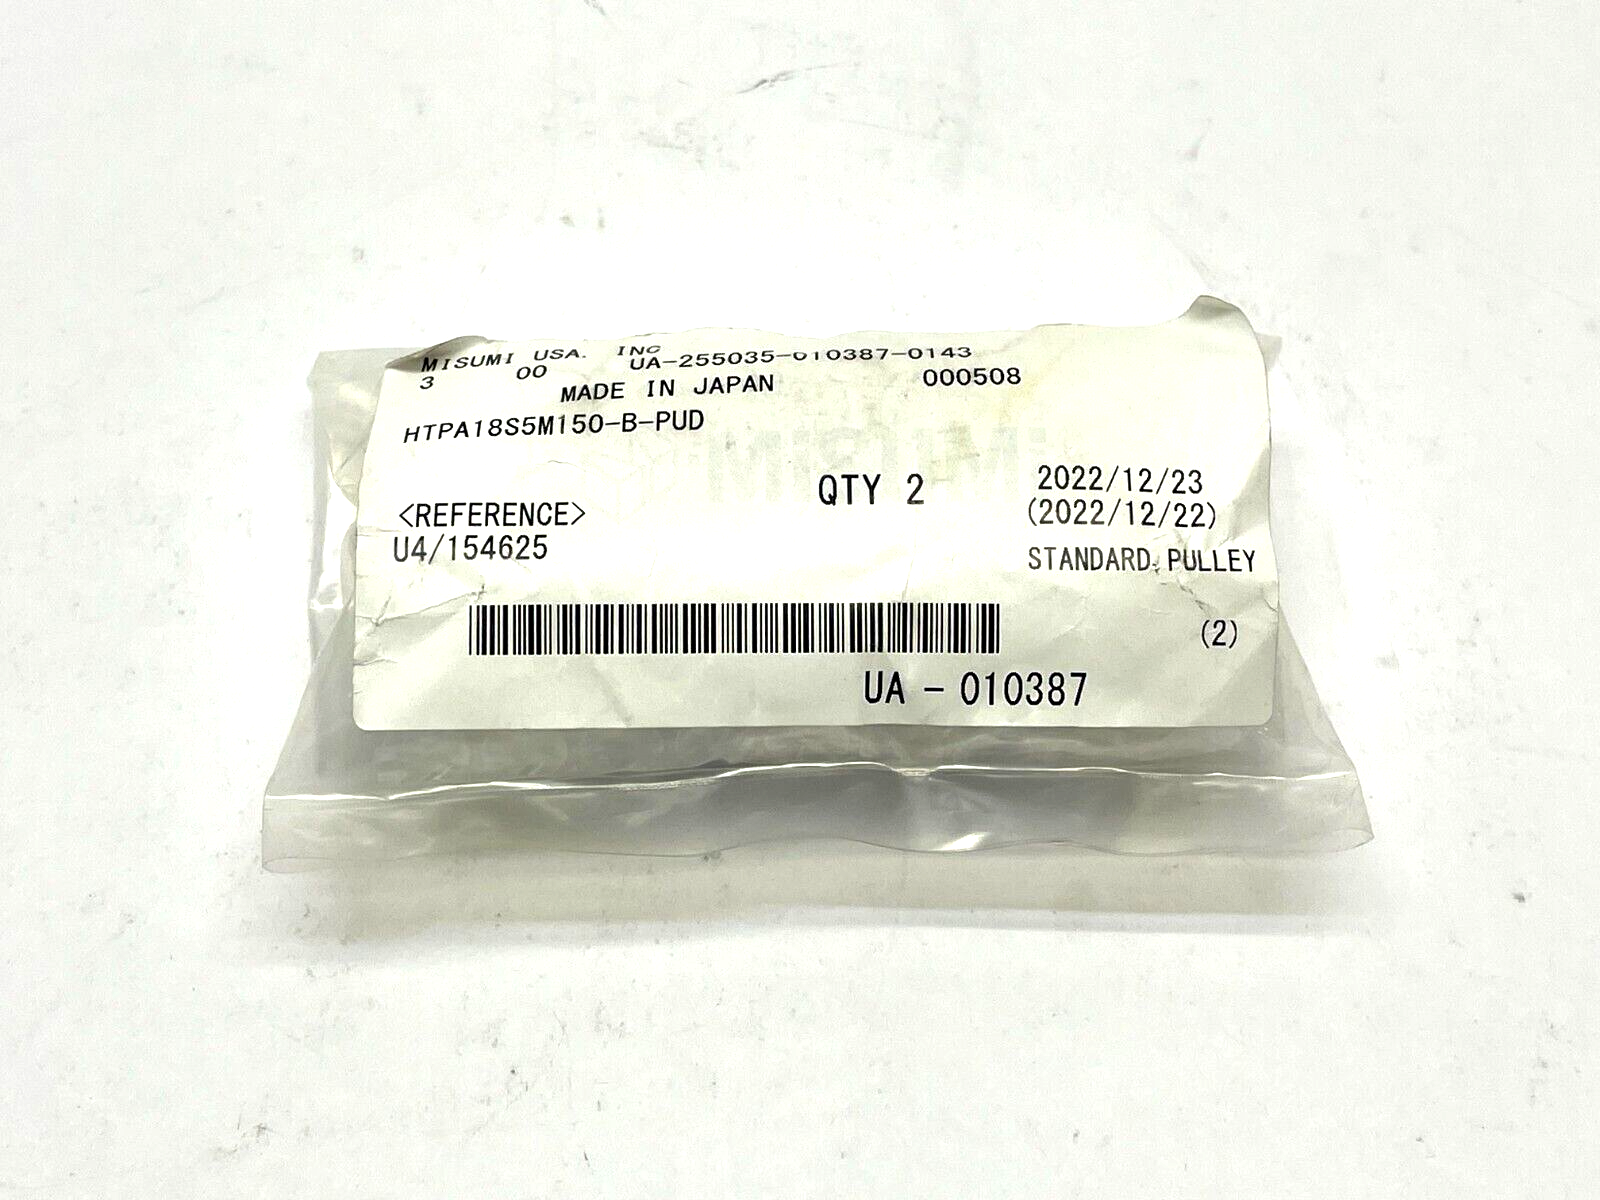 MISUMI USA. INC
UA-255035-010387-0143
3 00 MADE IN JAPAN 000508
HTPA18S5M150-B-PUD
MISUMI
QTY 2 2022/12/23
<REFERENCE> (2022/12/22)
U4/154625 STANDARD PULLEY
(2)
UA - 010387